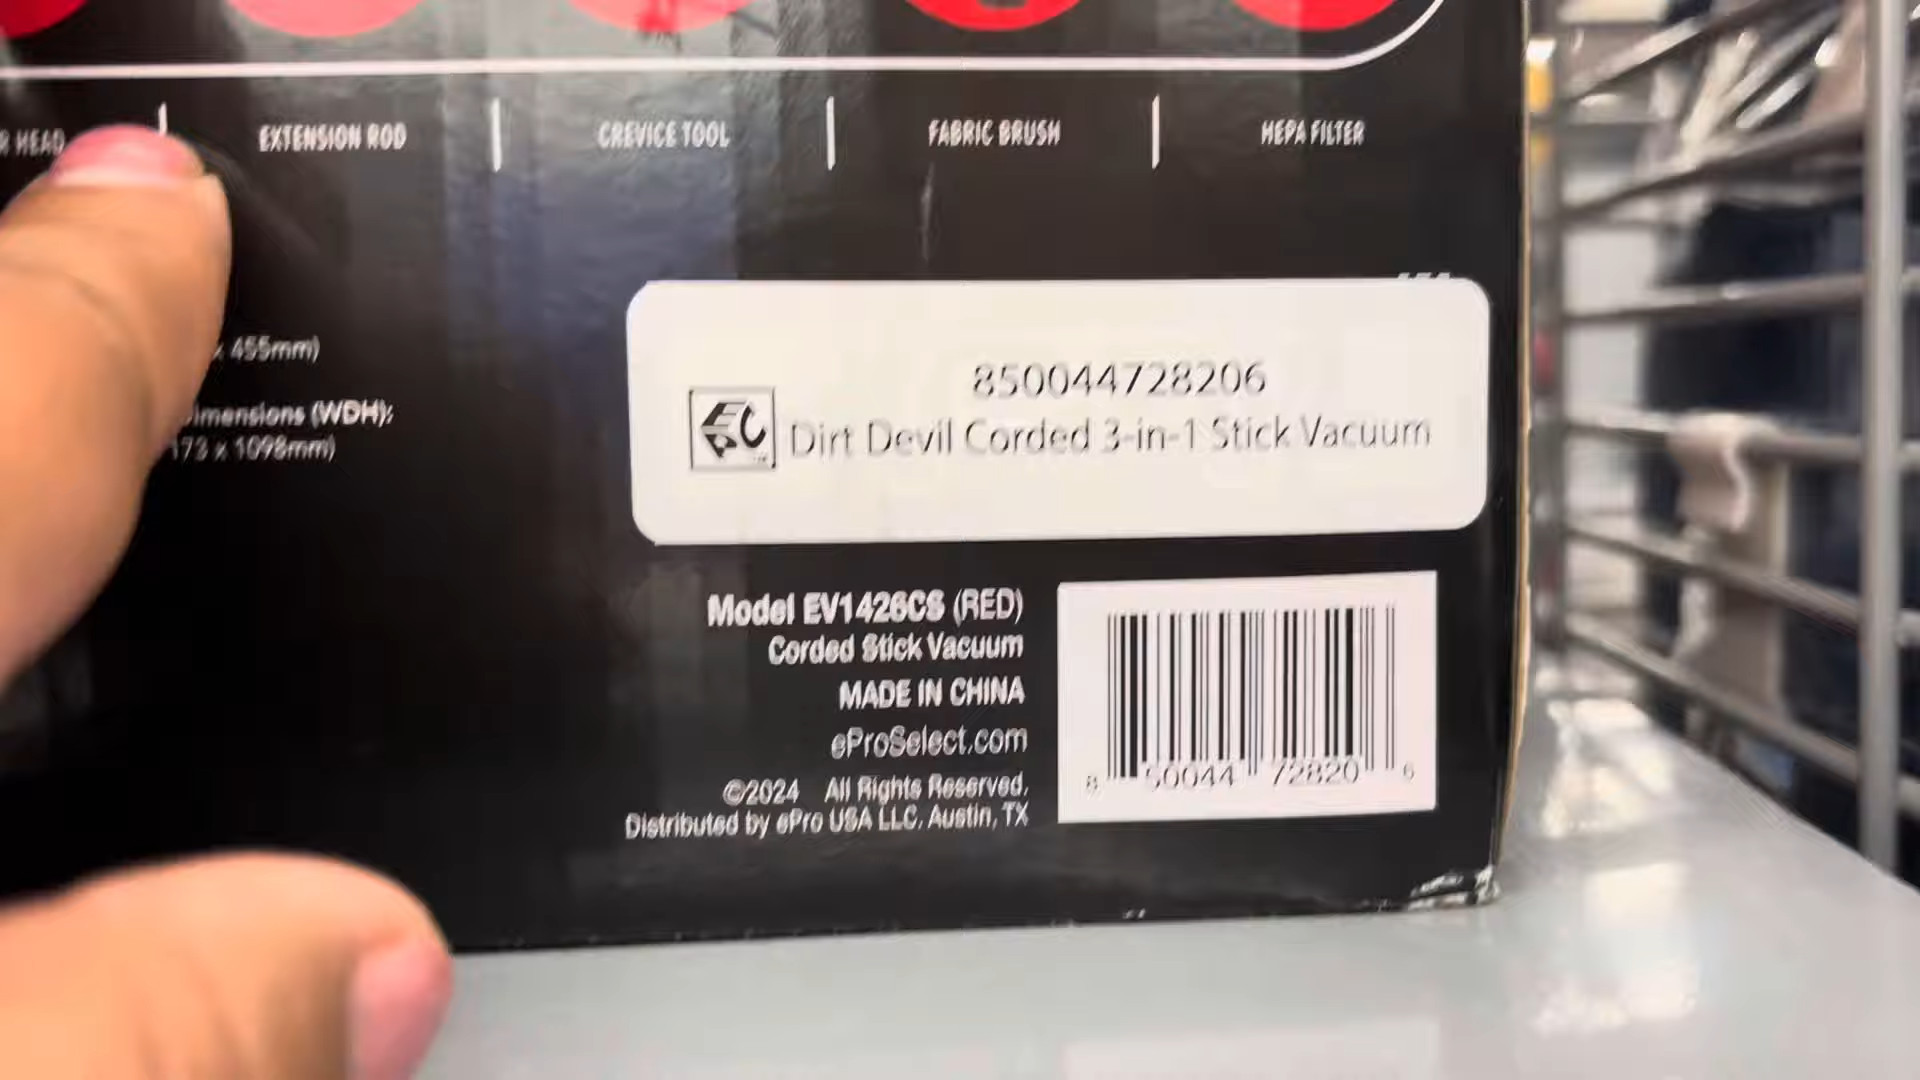 HEAD
EXTENSION ROD
CREVICE TOOL
FABRIC BRUSH
HEPA FILTER
x 455mm)
imensions (WDH):
173 x 1098mm)
850044728206
Dirt Devil Corded 3-in-1 Stick Vacuum
Model EV1426CS (RED)
Corded Stick Vacuum
MADE IN CHINA
eProSelect.com
©2024 All Rights Reserved.
Distributed by ePro USA LLC. Austin, TX
8 50044 72820 6